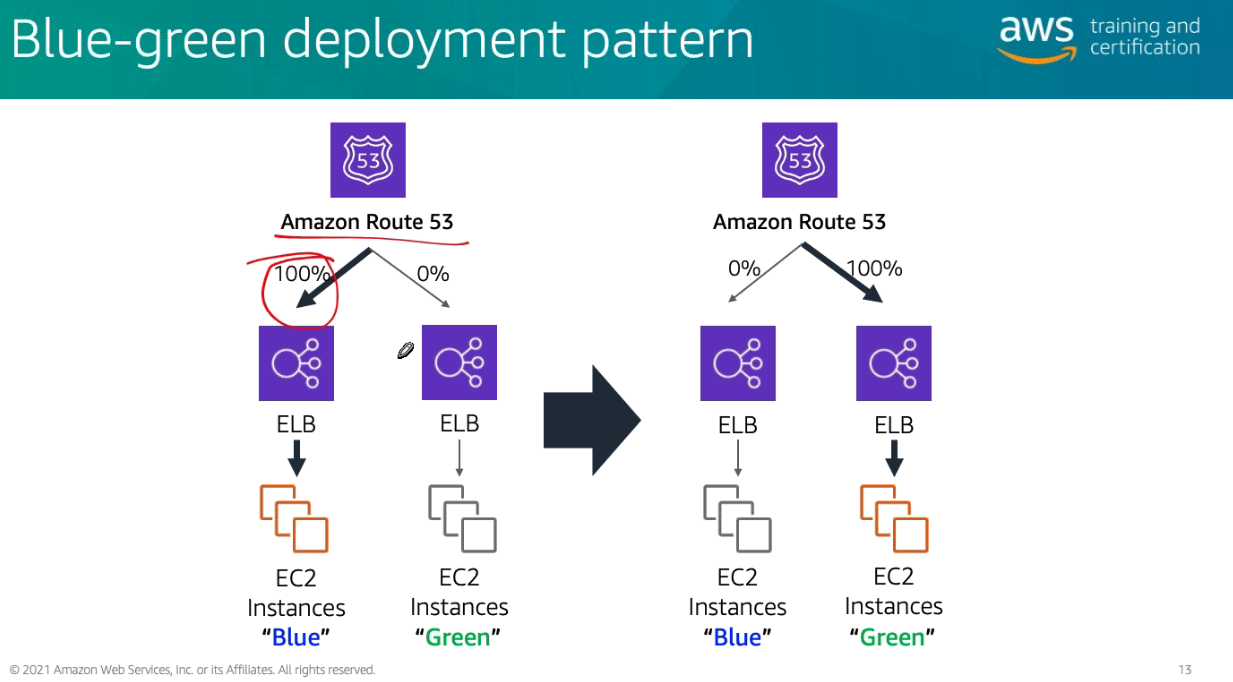 Blue-green deployment pattern
aws training and
certification
53
53
Amazon Route 53
Amazon Route 53
100%
0%
0%
100%
ELB
ELB
ELB
ELB
EC2
Instances
“Blue”
EC2
Instances
“Green”
EC2
Instances
“Blue”
EC2
Instances
“Green”
© 2021 Amazon Web Services, Inc. or its Affiliates. All rights reserved.
13